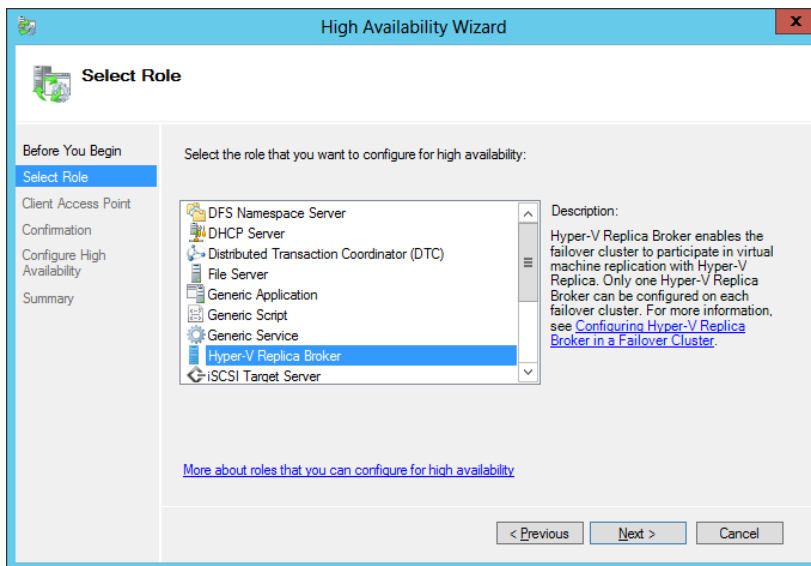 High Availability Wizard
x
Select Role
Before You Begin
Select Role
Client Access Point
Confirmation
Configure High
Availability
Summary
Select the role that you want to configure for high availability:
DFS Namespace Server
DHCP Server
Distributed Transaction Coordinator (DTC)
File Server
Generic Application
Generic Script
Generic Service
Hyper-V Replica Broker
iSCSI Target Server
Description:
Hyper-V Replica Broker enables the
failover cluster to participate in virtual
machine replication with Hyper-V
Replica. Only one Hyper-V Replica
Broker can be configured on each
failover cluster. For more information,
see Configuring Hyper-V Replica
Broker in a Failover Cluster.
More about roles that you can configure for high availability
< Previous
Next >
Cancel